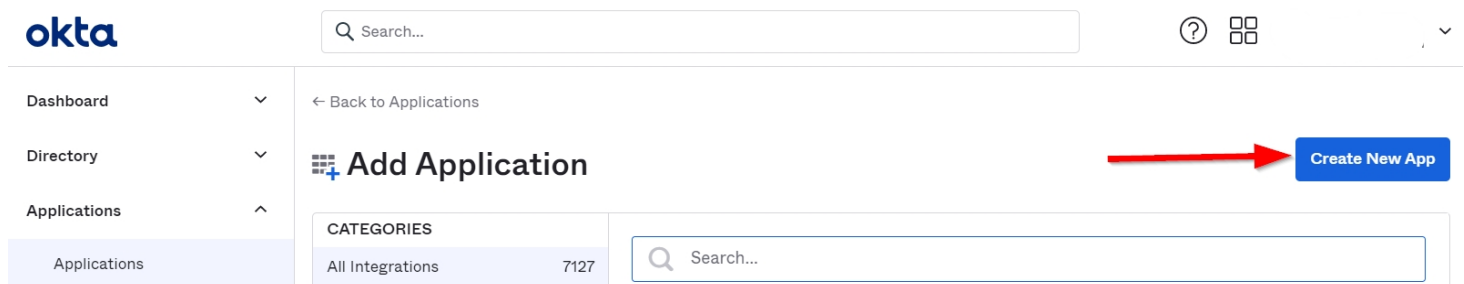 okta
Search...
Dashboard
Directory
Applications
Applications
← Back to Applications
Add Application
Create New App
CATEGORIES
All Integrations 7127
Search...